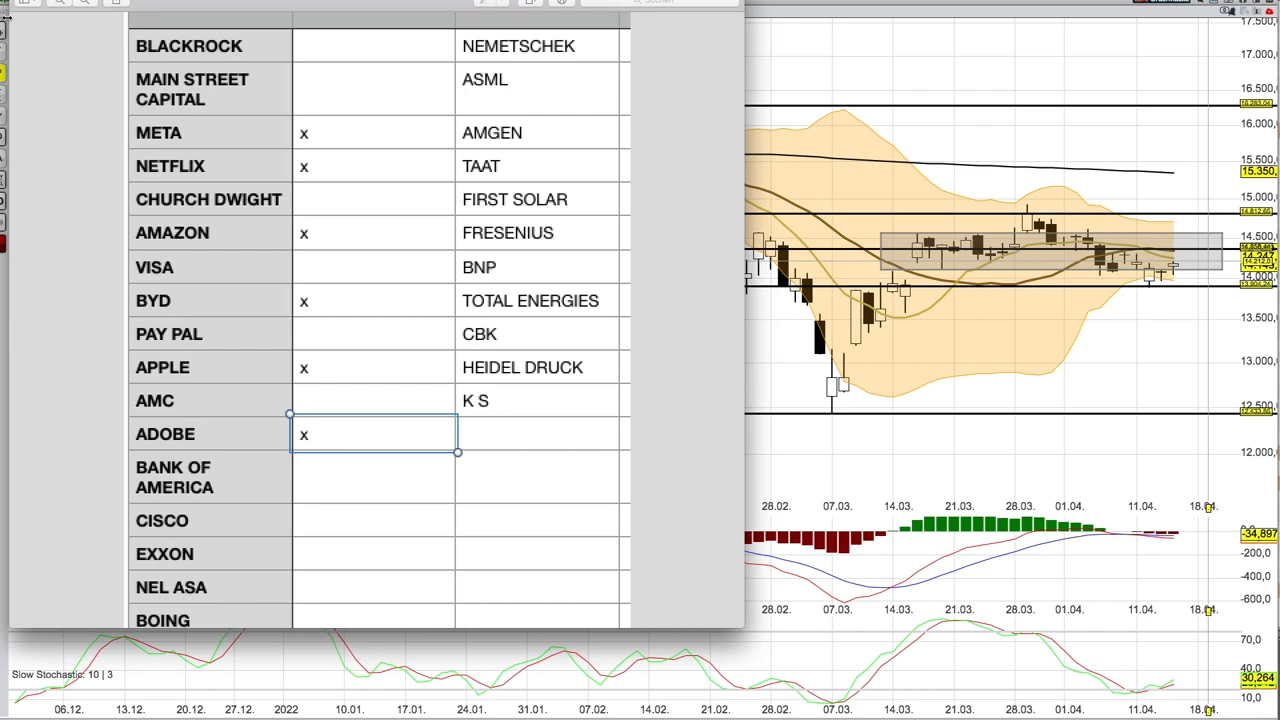 Suchen
BLACKROCK NEMETSCHEK
MAIN STREET ASML
CAPITAL
META x AMGEN
NETFLIX x TAAT
CHURCH DWIGHT FIRST SOLAR
AMAZON x FRESENIUS
VISA BNP
BYD x TOTAL ENERGIES
PAY PAL CBK
APPLE x HEIDEL DRUCK
AMC K S
ADOBE x
BANK OF
AMERICA
CISCO
EXXON
NEL ASA
BOING
17.500,
17.000,
16.500,
16.000,
15.500,
15.350,
15.000,
14.500,
14.000,
13.500,
13.000,
12.500,
12.000,
28.02. 07.03. 14.03. 21.03. 28.03. 01.04. 11.04. 18.04.
-34,897
-200,0
-400,0
-600,0
28.02. 07.03. 14.03. 21.03. 28.03. 01.04. 11.04. 18.04.
Slow Stochastic: 10 | 3
70,0
40,0
30,264
10,0
06.12. 13.12. 20.12. 27.12. 2022 10.01. 17.01. 24.01. 31.01. 07.02. 14.02. 21.02. 28.02. 07.03. 14.03. 21.03. 28.03. 01.04. 11.04. 18.04.